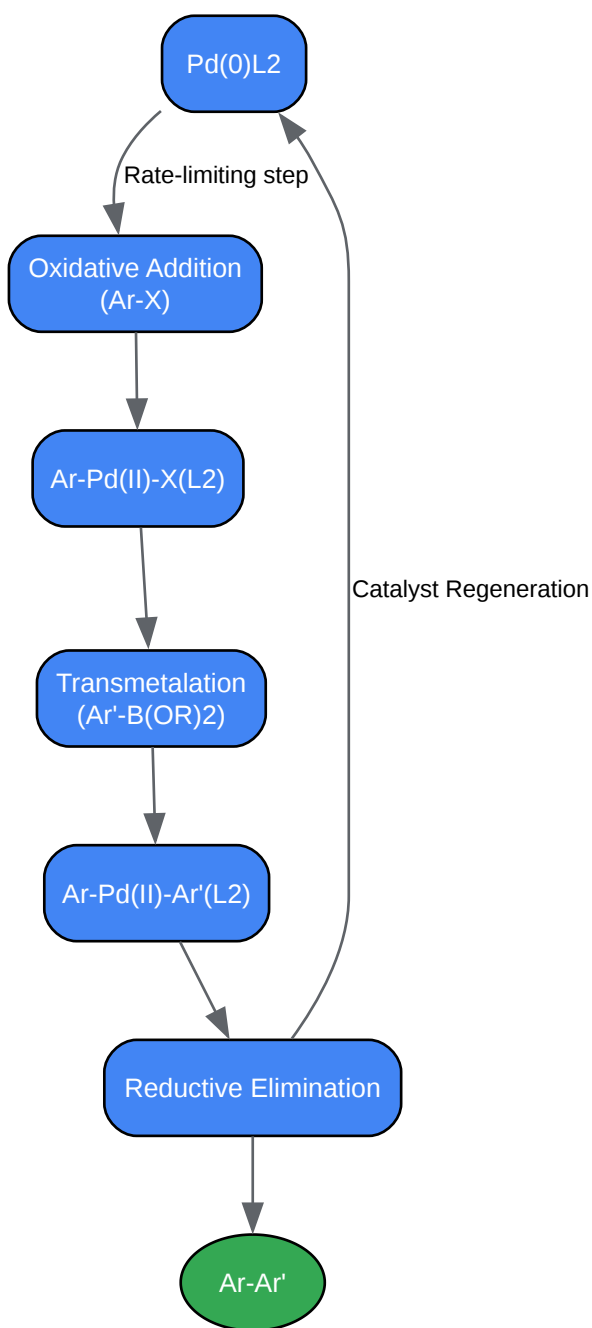 Pd(0)L2
Rate-limiting step
Oxidative Addition
(Ar-X)
Ar-Pd(II)-X(L2)
Catalyst Regeneration
Transmetalation
(Ar'-B(OR)2)
Ar-Pd(II)-Ar'(L2)
Reductive Elimination
Ar-Ar'